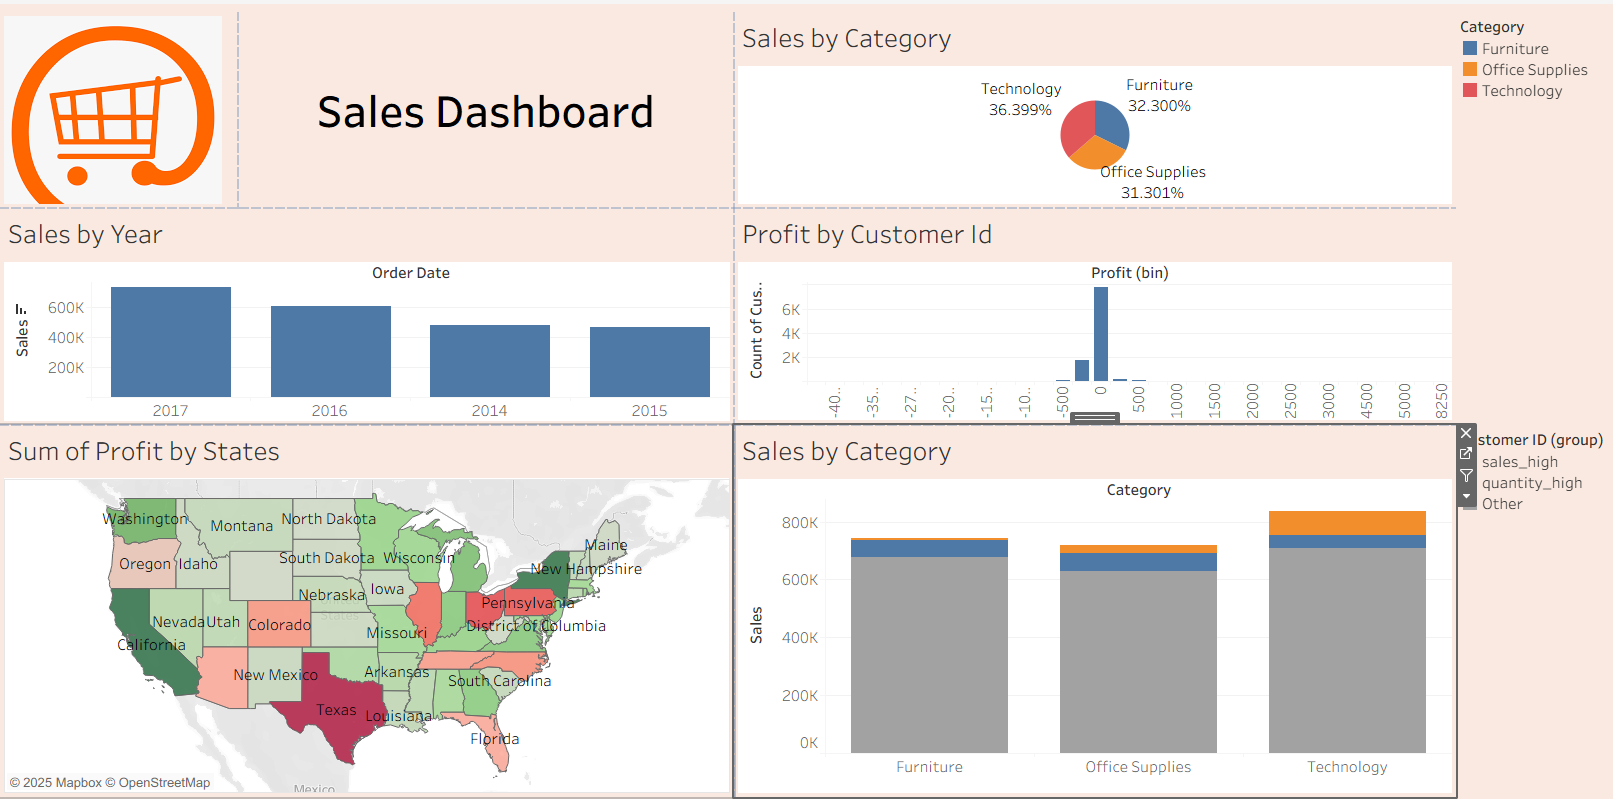 Sales Dashboard
Sales by Category
Technology
36.399%
Furniture
32.300%
Office Supplies
31.301%
Category
Furniture
Office Supplies
Technology
Sales by Year
Order Date
Sales
600K
400K
200K
2017
2016
2014
2015
Profit by Customer Id
Profit (bin)
Count of Cus..
6K
4K
2K
-40..
-35..
-27..
-20..
-15..
-10..
-500
0
500
1000
1500
2000
2500
3000
4500
5000
8250
Sum of Profit by States
Washington
Montana
North Dakota
Maine
Oregon
Idaho
South Dakota
Wisconsin
New Hampshire
Nebraska
Iowa
States
Pennsylvania
Nevada
Utah
Colorado
Missouri
District of Columbia
California
New Mexico
Arkansas
South Carolina
Texas
Louisiana
Florida
Mexico
© 2025 Mapbox © OpenStreetMap
Sales by Category
Category
Sales
800K
600K
400K
200K
0K
Furniture
Office Supplies
Technology
stomer ID (group)
sales_high
quantity_high
Other